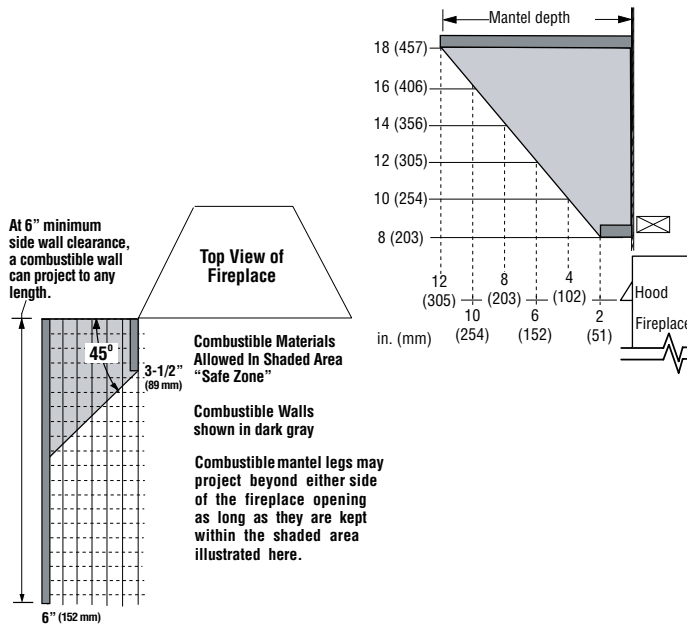 Mantel depth
18 (457)
16 (406)
14 (356)
12 (305)
10 (254)
8 (203)
12
(305)
10
(254)
8
(203)
6
(152)
4
(102)
2
(51)
in. (mm)
Hood
Fireplace
At 6” minimum
side wall clearance,
a combustible wall
can project to any
length.
Top View of
Fireplace
45º
3-1/2”
(89 mm)
6” (152 mm)
Combustible Materials
Allowed In Shaded Area
“Safe Zone”
Combustible Walls
shown in dark gray
Combustible mantel legs may
project beyond either side
of the fireplace opening
as long as they are kept
within the shaded area
illustrated here.